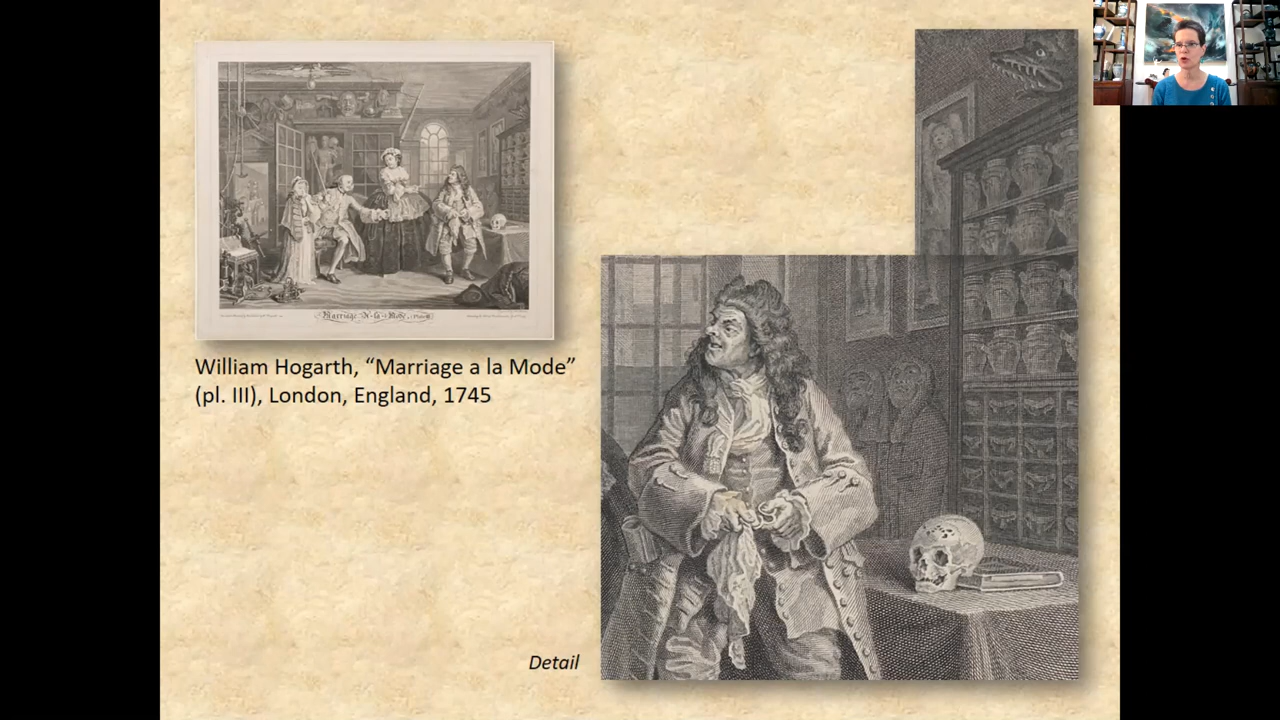 Marriage A-la-Mode,
William Hogarth, “Marriage a la Mode”
(pl. III), London, England, 1745
Detail